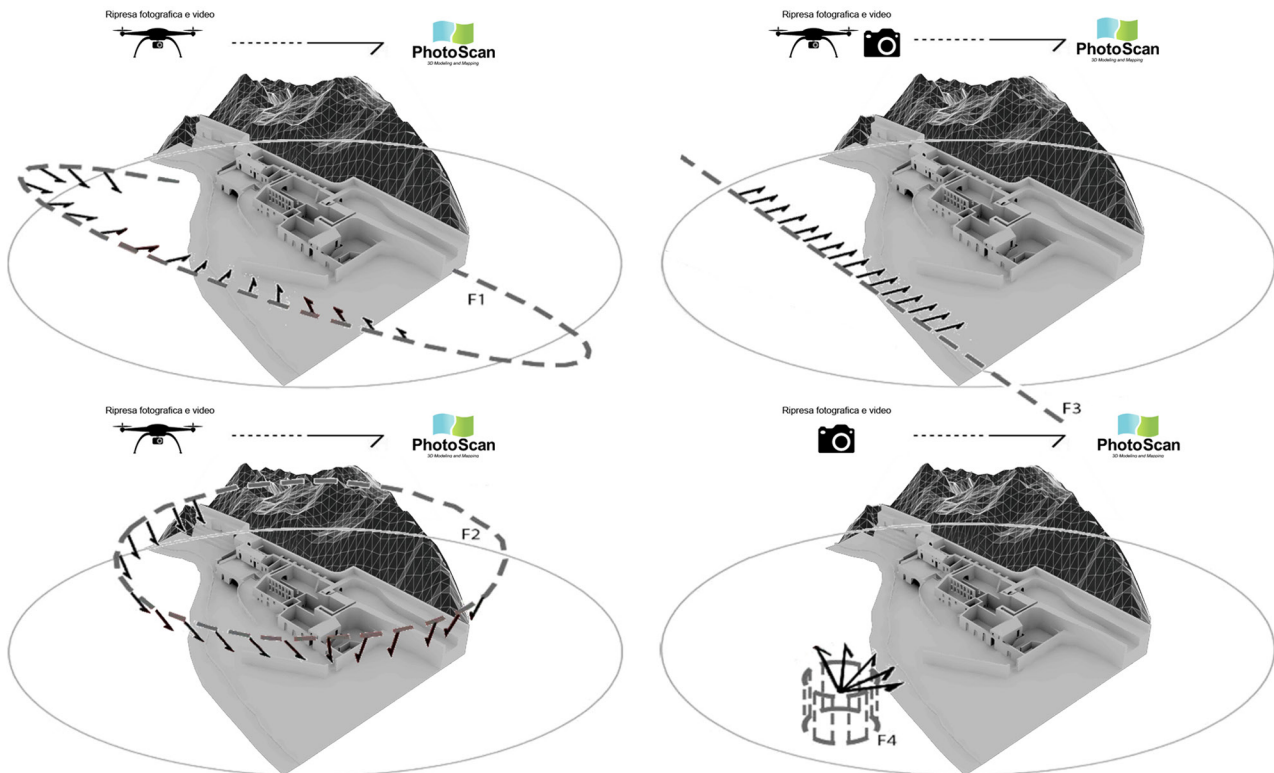 Ripresa fotografica e video
PhotoScan
3D Modeling and Mapping
F1
Ripresa fotografica e video
PhotoScan
3D Modeling and Mapping
F3
Ripresa fotografica e video
PhotoScan
3D Modeling and Mapping
F2
Ripresa fotografica e video
PhotoScan
3D Modeling and Mapping
F4